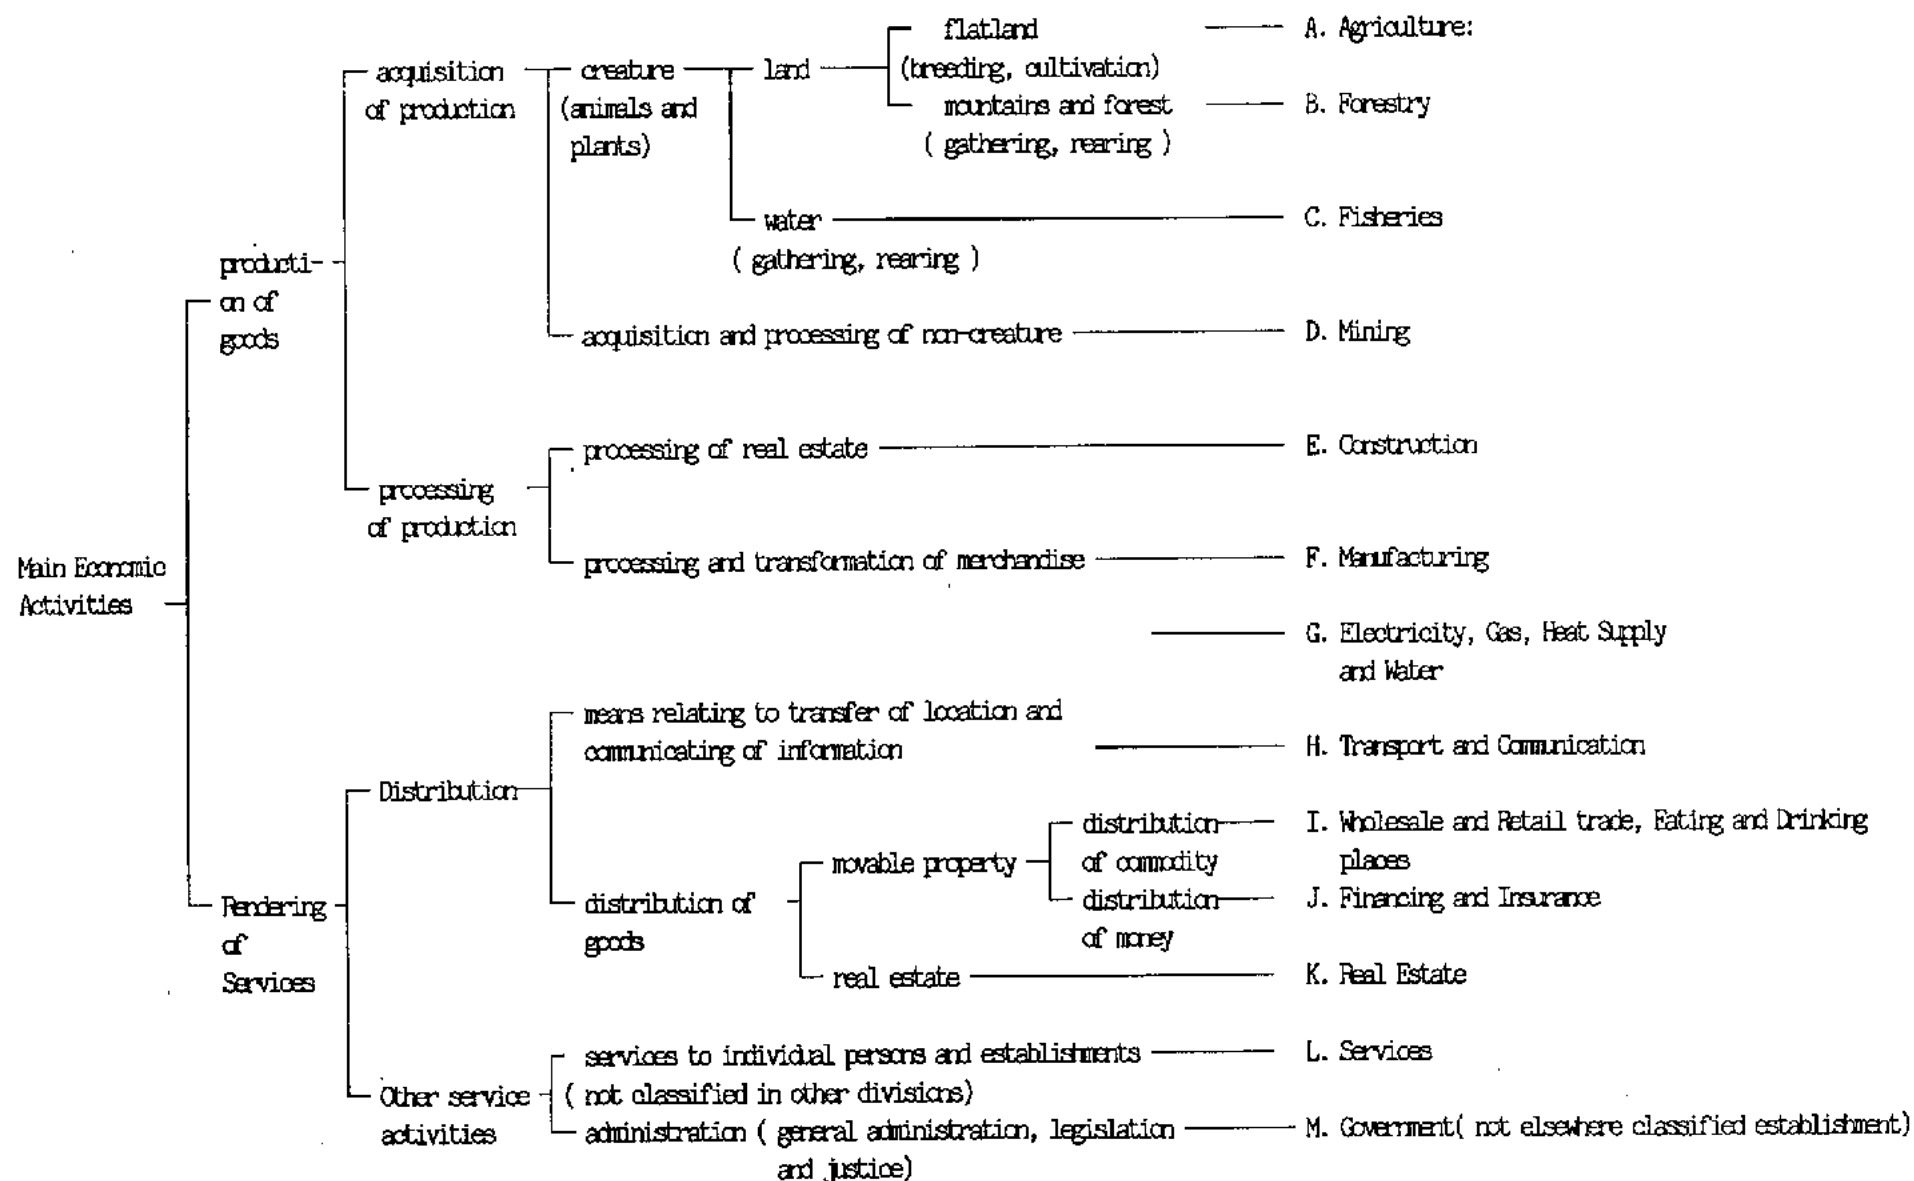 flatland
A. Agriculture:
acquisition
creature
land
(breeding, cultivation)
of production
(animals and
mountains and forest
B. Forestry
plants)
( gathering, rearing )
water
C. Fisheries
( gathering, rearing )
producti-
on of
goods
acquisition and processing of non-creature
D. Mining
processing of real estate
E. Construction
processing
of production
processing and transformation of merchandise
F. Manufacturing
Main Economic
Activities
G. Electricity, Gas, Heat Supply
and Water
means relating to transfer of location and
communicating of information
H. Transport and Communication
Distribution
distribution
I. Wholesale and Retail trade, Eating and Drinking
movable property
of commodity
places
distribution of
distribution
J. Financing and Insurance
goods
of money
Rendering
of
Services
real estate
K. Real Estate
services to individual persons and establishments
L. Services
Other service
( not classified in other divisions)
activities
administration ( general administration, legislation
M. Government( not elsewhere classified establishment)
and justice)